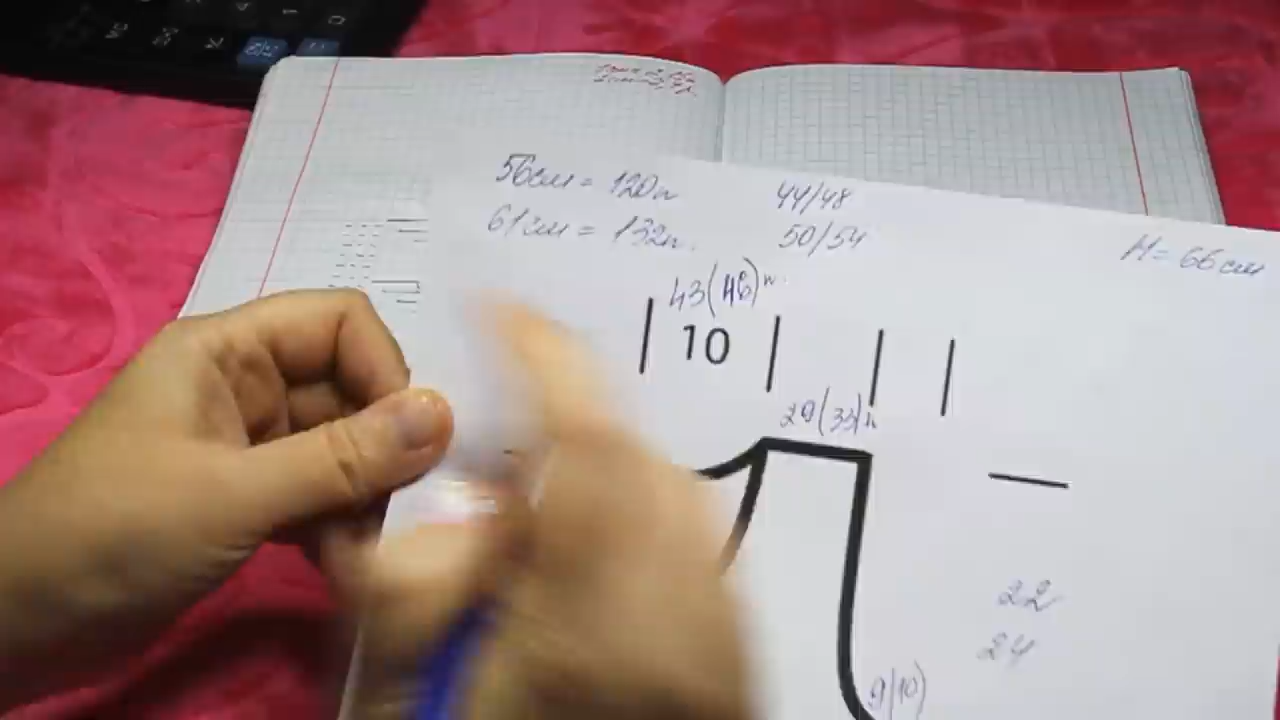 56см = 120п 44/48
61см = 132п. 50/54
H = 66см
43(46)п.
10
29(33)п
22
24
9(10)